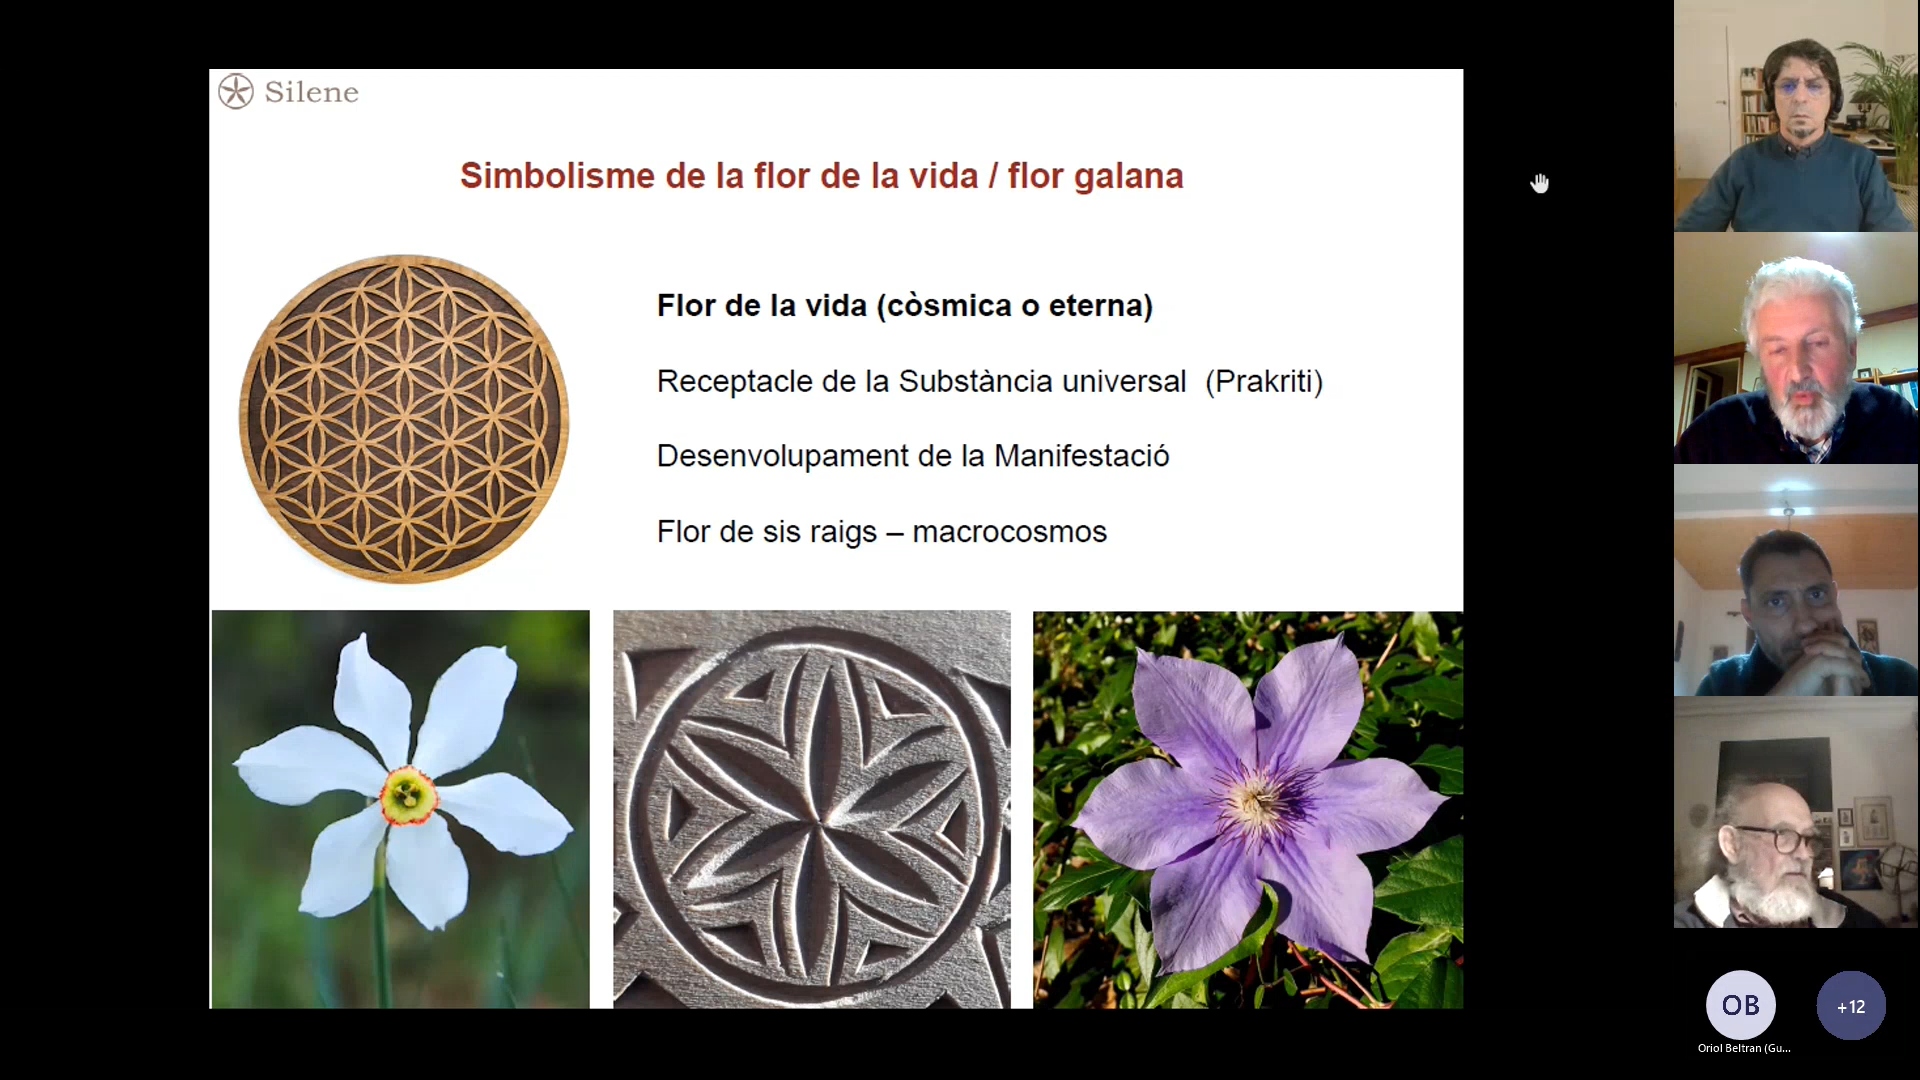 Silene
Simbolisme de la flor de la vida / flor galana
Flor de la vida (còsmica o eterna)
Receptacle de la Substància universal (Prakriti)
Desenvolupament de la Manifestació
Flor de sis raigs – macrocosmos
OB
+12
Oriol Beltran (Gu...